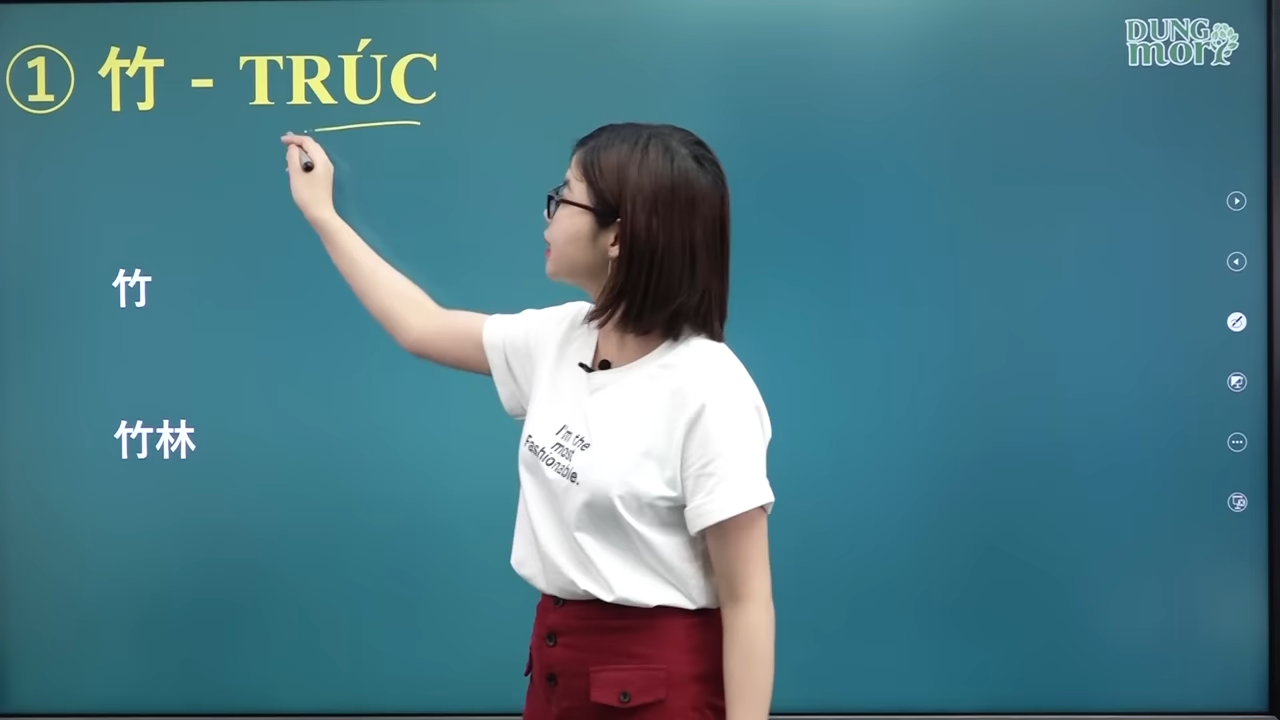 ① 竹 - TRÚC
DUNG
mori
竹
竹林
I'm the
most
Fashionable.